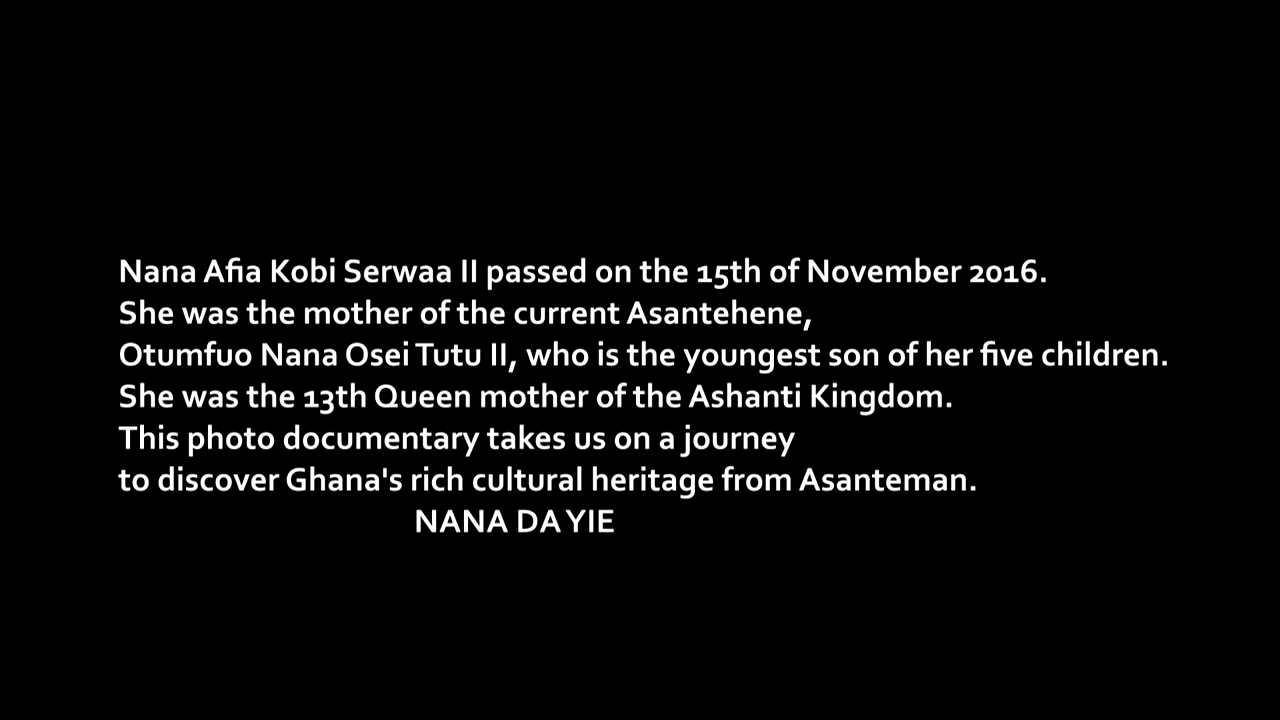 Nana Afia Kobi Serwaa II passed on the 15th of November 2016.
She was the mother of the current Asantehene,
Otumfuo Nana Osei Tutu II, who is the youngest son of her five children.
She was the 13th Queen mother of the Ashanti Kingdom.
This photo documentary takes us on a journey
to discover Ghana's rich cultural heritage from Asanteman.
NANA DA YIE